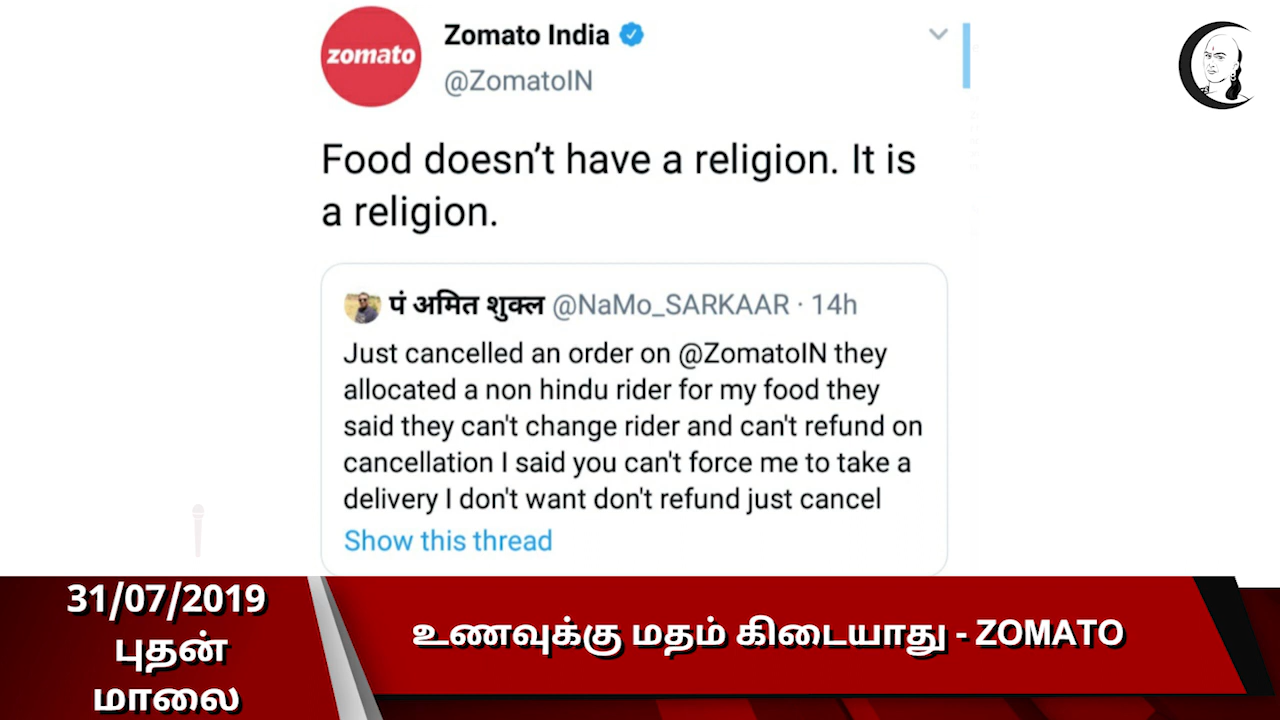 zomato
Zomato India
@ZomatoIN
Food doesn't have a religion. It is
a religion.
पं अमित शुक्ल @NaMo_SARKAAR · 14h
Just cancelled an order on @ZomatoIN they
allocated a non hindu rider for my food they
said they can't change rider and can't refund on
cancellation I said you can't force me to take a
delivery I don't want don't refund just cancel
Show this thread
31/07/2019
புதன்
மாலை
உணவுக்கு மதம் கிடையாது - ZOMATO